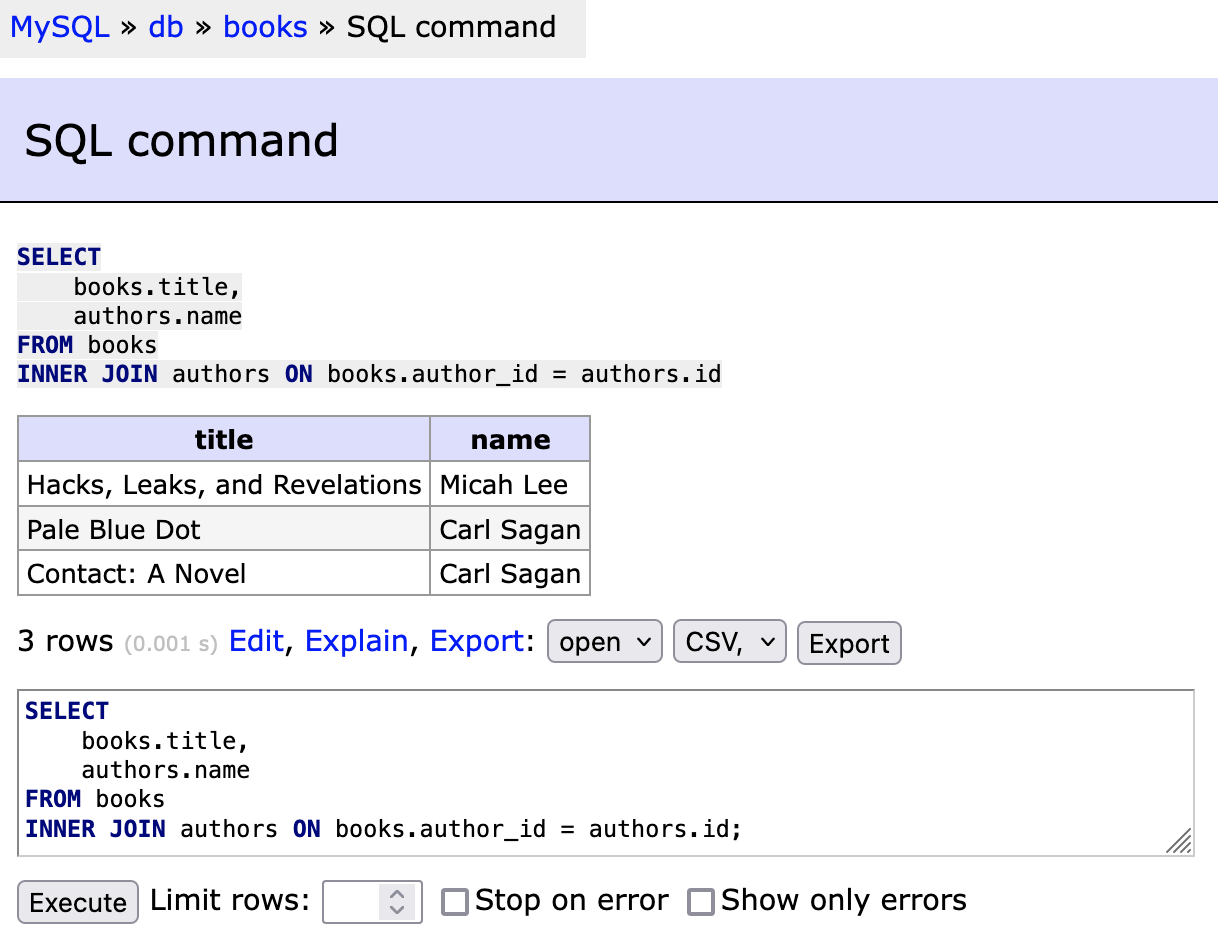 MySQL » db » books » SQL command
SQL command
SELECT
    books.title,
    authors.name
FROM books
INNER JOIN authors ON books.author_id = authors.id
title name
Hacks, Leaks, and Revelations Micah Lee
Pale Blue Dot Carl Sagan
Contact: A Novel Carl Sagan
3 rows (0.001 s) Edit, Explain, Export: open CSV, Export
SELECT
    books.title,
    authors.name
FROM books
INNER JOIN authors ON books.author_id = authors.id;
Execute Limit rows: Stop on error Show only errors